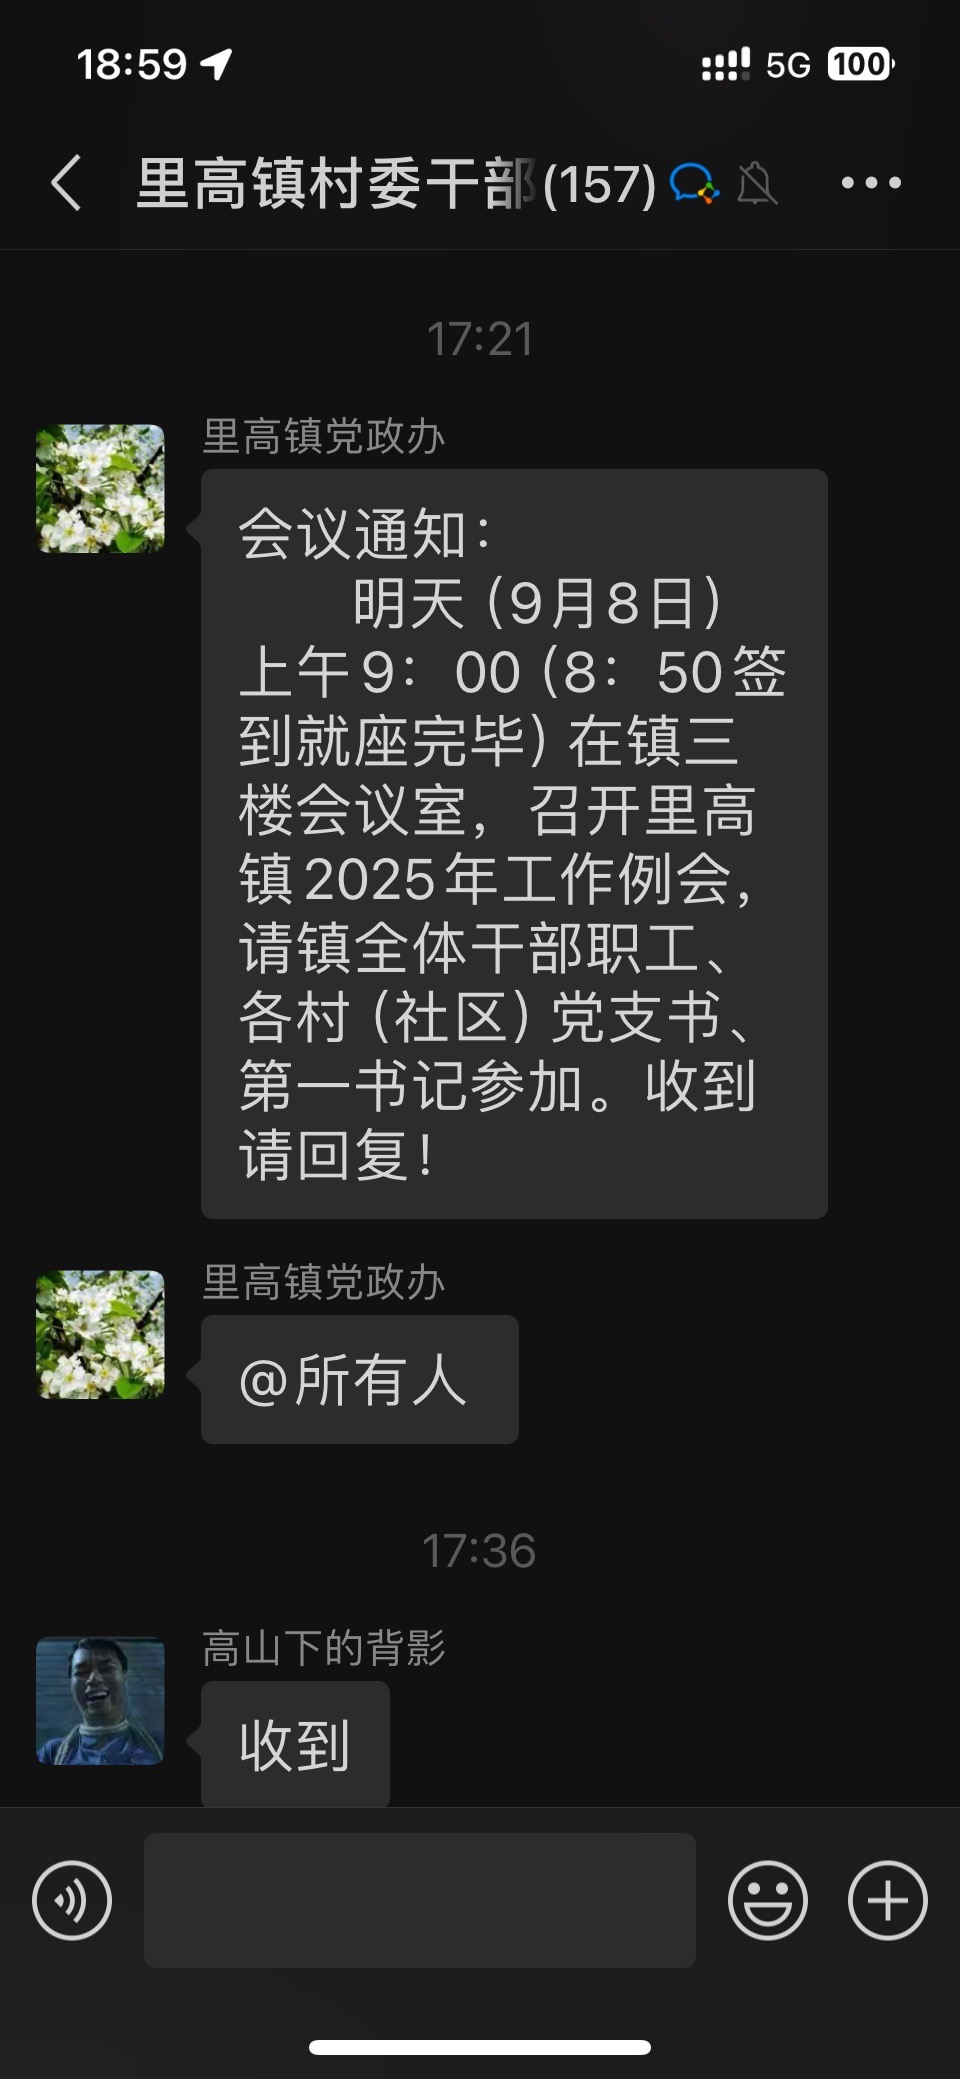 18:59
5G
100
里高镇村委干部(157)
17:21
里高镇党政办
会议通知：
明天（9月8日）
上午9：00（8：50签
到就座完毕）在镇三
楼会议室，召开里高
镇2025年工作例会，
请镇全体干部职工、
各村（社区）党支书、
第一书记参加。收到
请回复！
里高镇党政办
@所有人
17:36
高山下的背影
收到